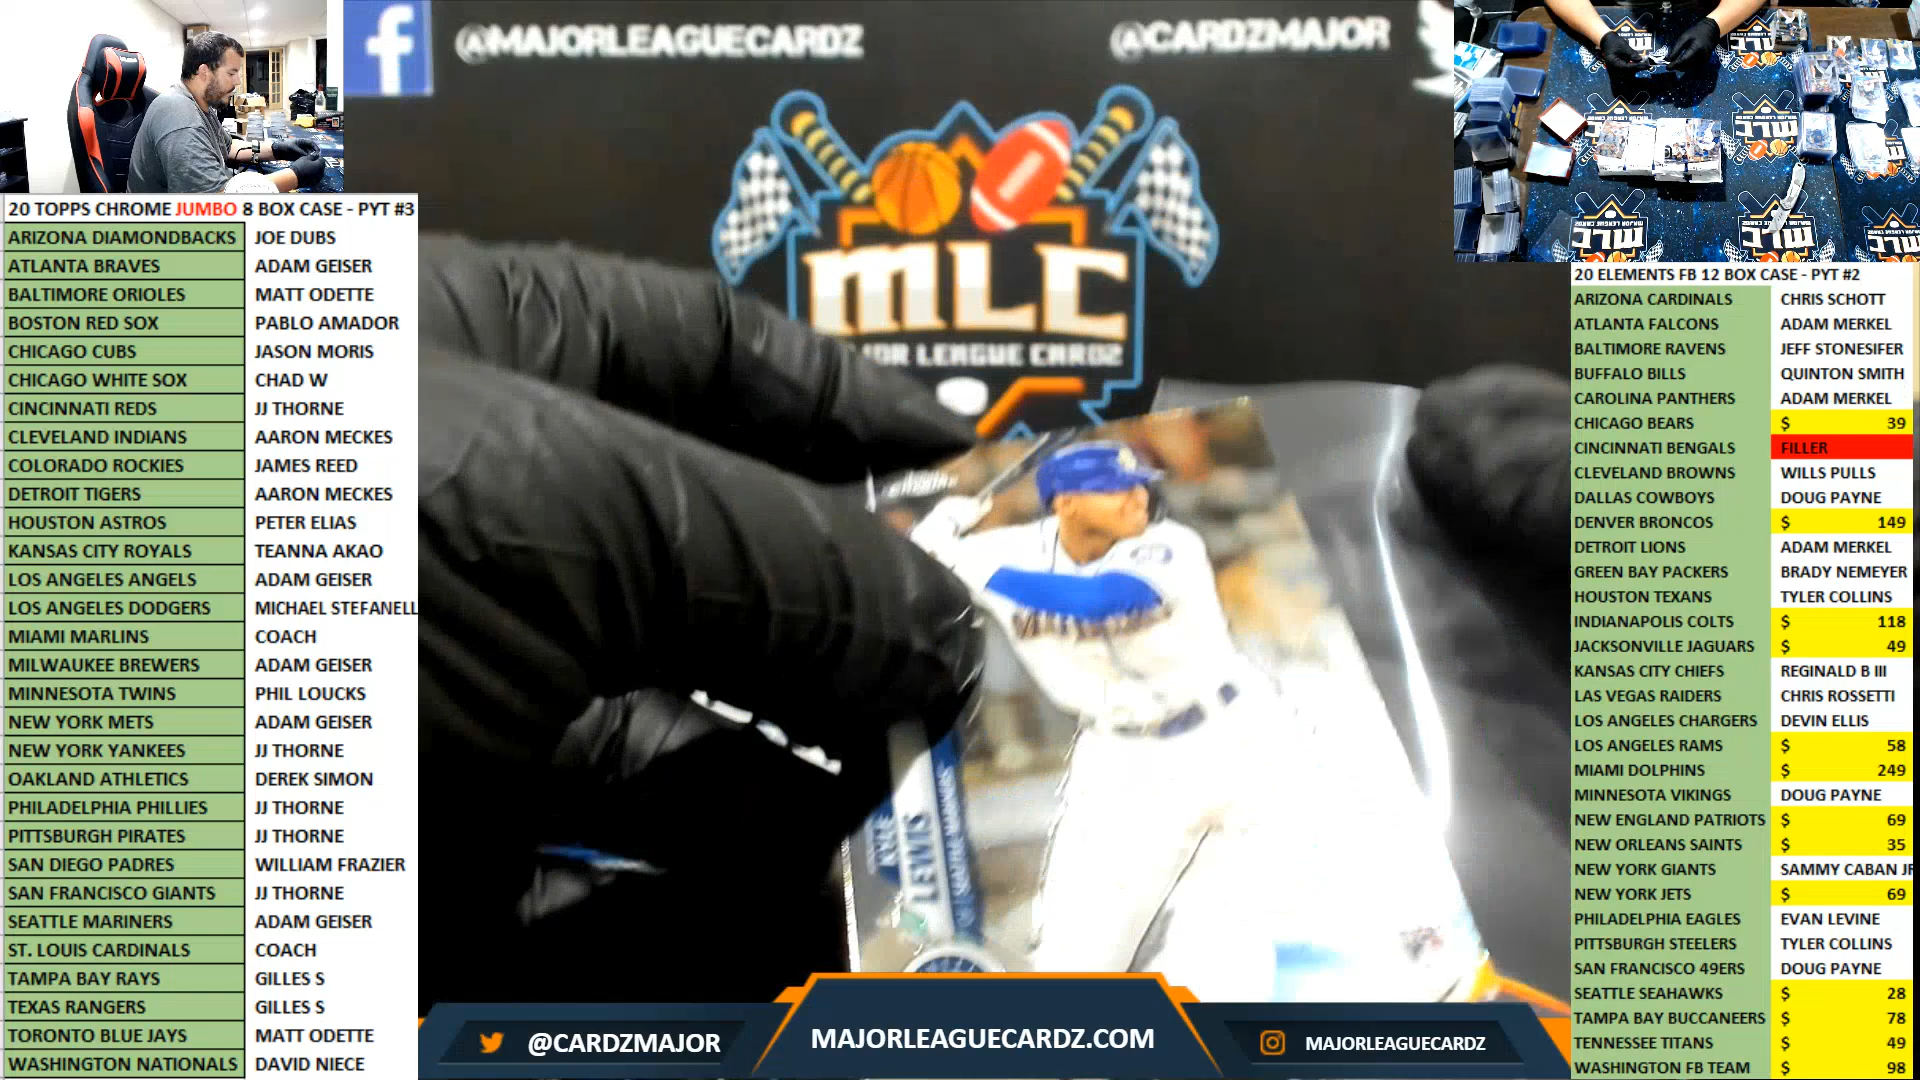 @MAJORLEAGUECARDZ
@CARDZMAJOR
MLC
LEAGUE CARDZ
20 TOPPS CHROME JUMBO 8 BOX CASE - PYT #3
ARIZONA DIAMONDBACKS JOE DUBS
ATLANTA BRAVES ADAM GEISER
BALTIMORE ORIOLES MATT ODETTE
BOSTON RED SOX PABLO AMADOR
CHICAGO CUBS JASON MORIS
CHICAGO WHITE SOX CHAD W
CINCINNATI REDS JJ THORNE
CLEVELAND INDIANS AARON MECKES
COLORADO ROCKIES JAMES REED
DETROIT TIGERS AARON MECKES
HOUSTON ASTROS PETER ELIAS
KANSAS CITY ROYALS TEANNA AKAO
LOS ANGELES ANGELS ADAM GEISER
LOS ANGELES DODGERS MICHAEL STEFANELL
MIAMI MARLINS COACH
MILWAUKEE BREWERS ADAM GEISER
MINNESOTA TWINS PHIL LOUCKS
NEW YORK METS ADAM GEISER
NEW YORK YANKEES JJ THORNE
OAKLAND ATHLETICS DEREK SIMON
PHILADELPHIA PHILLIES JJ THORNE
PITTSBURGH PIRATES JJ THORNE
SAN DIEGO PADRES WILLIAM FRAZIER
SAN FRANCISCO GIANTS JJ THORNE
SEATTLE MARINERS ADAM GEISER
ST. LOUIS CARDINALS COACH
TAMPA BAY RAYS GILLES S
TEXAS RANGERS GILLES S
TORONTO BLUE JAYS MATT ODETTE
WASHINGTON NATIONALS DAVID NIECE
KYLE
LEWIS
@CARDZMAJOR
MAJORLEAGUECARDZ.COM
MAJORLEAGUECARDZ
20 ELEMENTS FB 12 BOX CASE - PYT #2
ARIZONA CARDINALS CHRIS SCHOTT
ATLANTA FALCONS ADAM MERKEL
BALTIMORE RAVENS JEFF STONESIFER
BUFFALO BILLS QUINTON SMITH
CAROLINA PANTHERS ADAM MERKEL
CHICAGO BEARS $ 39
CINCINNATI BENGALS FILLER
CLEVELAND BROWNS WILLS PULLS
DALLAS COWBOYS DOUG PAYNE
DENVER BRONCOS $ 149
DETROIT LIONS ADAM MERKEL
GREEN BAY PACKERS BRADY NEMEYER
HOUSTON TEXANS TYLER COLLINS
INDIANAPOLIS COLTS $ 118
JACKSONVILLE JAGUARS $ 49
KANSAS CITY CHIEFS REGINALD B III
LAS VEGAS RAIDERS CHRIS ROSSETTI
LOS ANGELES CHARGERS DEVIN ELLIS
LOS ANGELES RAMS $ 58
MIAMI DOLPHINS $ 249
MINNESOTA VIKINGS DOUG PAYNE
NEW ENGLAND PATRIOTS $ 69
NEW ORLEANS SAINTS $ 35
NEW YORK GIANTS SAMMY CABAN JR
NEW YORK JETS $ 69
PHILADELPHIA EAGLES EVAN LEVINE
PITTSBURGH STEELERS TYLER COLLINS
SAN FRANCISCO 49ERS DOUG PAYNE
SEATTLE SEAHAWKS $ 28
TAMPA BAY BUCCANEERS $ 78
TENNESSEE TITANS $ 49
WASHINGTON FB TEAM $ 98